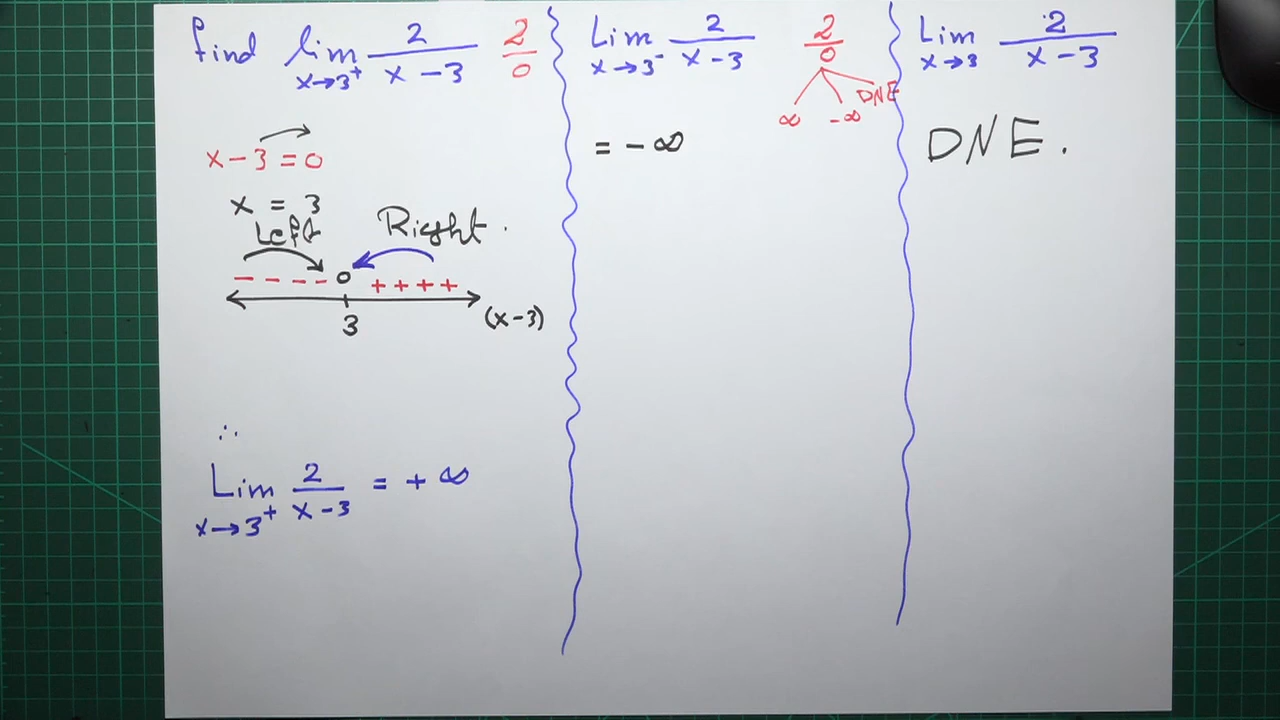 find lim x→3⁺ 2/(x-3) 2/0
x-3=0
x = 3
Left Right.
- - - - 0 + + + +
3 (x-3)
∴
Lim x→3⁺ 2/(x-3) = + ∞
Lim x→3⁻ 2/(x-3) 2/0
∞ -∞ DNE
= - ∞
Lim x→3 2/(x-3)
DNE.